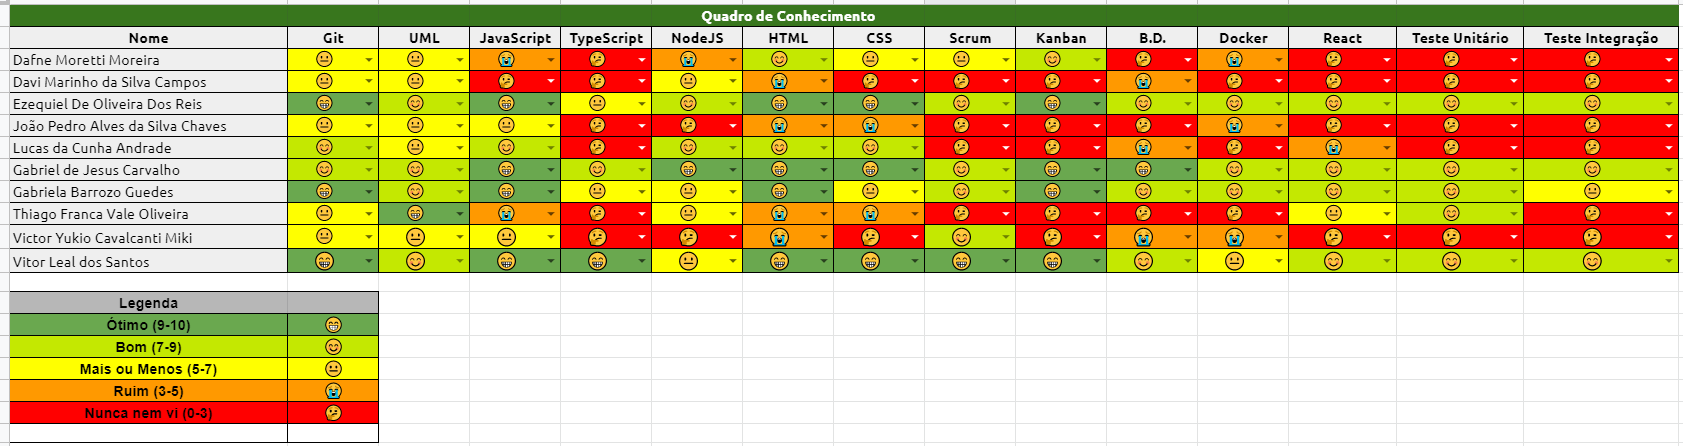 Quadro de Conhecimento
Nome Git UML JavaScript TypeScript NodeJS HTML CSS Scrum Kanban B.D. Docker React Teste Unitário Teste Integração
Dafne Moretti Moreira
Davi Marinho da Silva Campos
Ezequiel De Oliveira Dos Reis
João Pedro Alves da Silva Chaves
Lucas da Cunha Andrade
Gabriel de Jesus Carvalho
Gabriela Barrozo Guedes
Thiago Franca Vale Oliveira
Victor Yukio Cavalcanti Miki
Vitor Leal dos Santos
Legenda
Ótimo (9-10)
Bom (7-9)
Mais ou Menos (5-7)
Ruim (3-5)
Nunca nem vi (0-3)